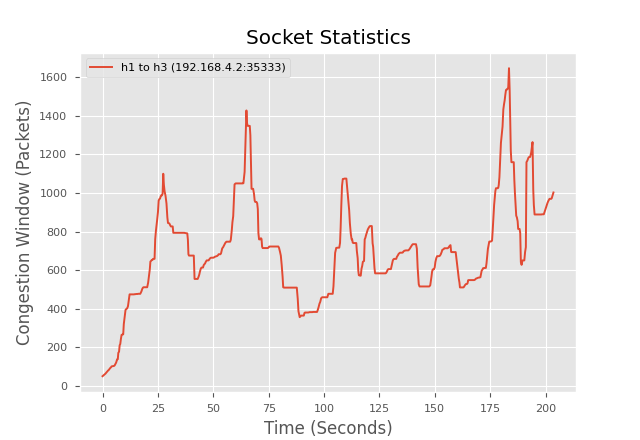 Socket Statistics
h1 to h3 (192.168.4.2:35333)
Congestion Window (Packets)
1600
1400
1200
1000
800
600
400
200
0
0 25 50 75 100 125 150 175 200
Time (Seconds)